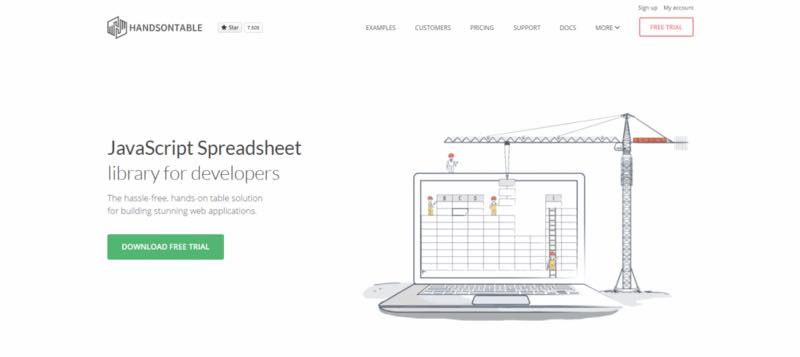 Sign up My account
HANDSONTABLE Star 7,505 EXAMPLES CUSTOMERS PRICING SUPPORT DOCS MORE FREE TRIAL
JavaScript Spreadsheet
library for developers
The hassle-free, hands-on table solution
for building stunning web applications.
DOWNLOAD FREE TRIAL
B C D